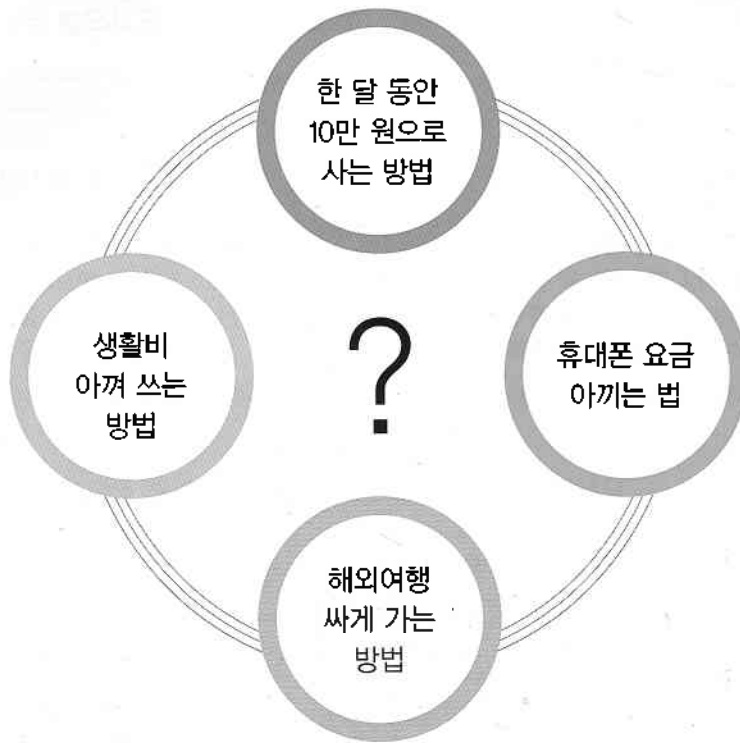 한 달 동안
10만 원으로
사는 방법
생활비
아껴 쓰는
방법
?
휴대폰 요금
아끼는 법
해외여행
싸게 가는
방법